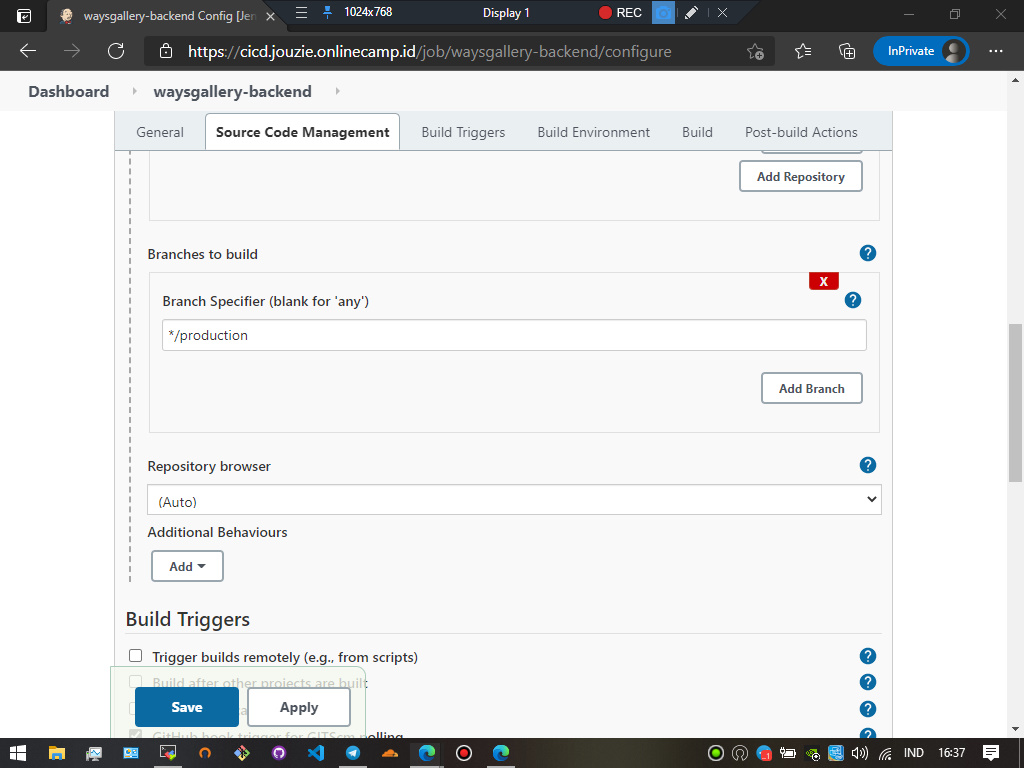 waysgallery-backend Config [Jen
1024x768
Display 1
REC
https://cicd.jouzie.onlinecamp.id/job/waysgallery-backend/configure
InPrivate
Dashboard
waysgallery-backend
General
Source Code Management
Build Triggers
Build Environment
Build
Post-build Actions
Add Repository
Branches to build
?
X
Branch Specifier (blank for 'any')
?
*/production
Add Branch
Repository browser
?
(Auto)
Additional Behaviours
Add
Build Triggers
Trigger builds remotely (e.g., from scripts)
?
Build after other projects are built
?
?
Save
Apply
GitHub hook trigger for GITScm polling
?
IND
16:37